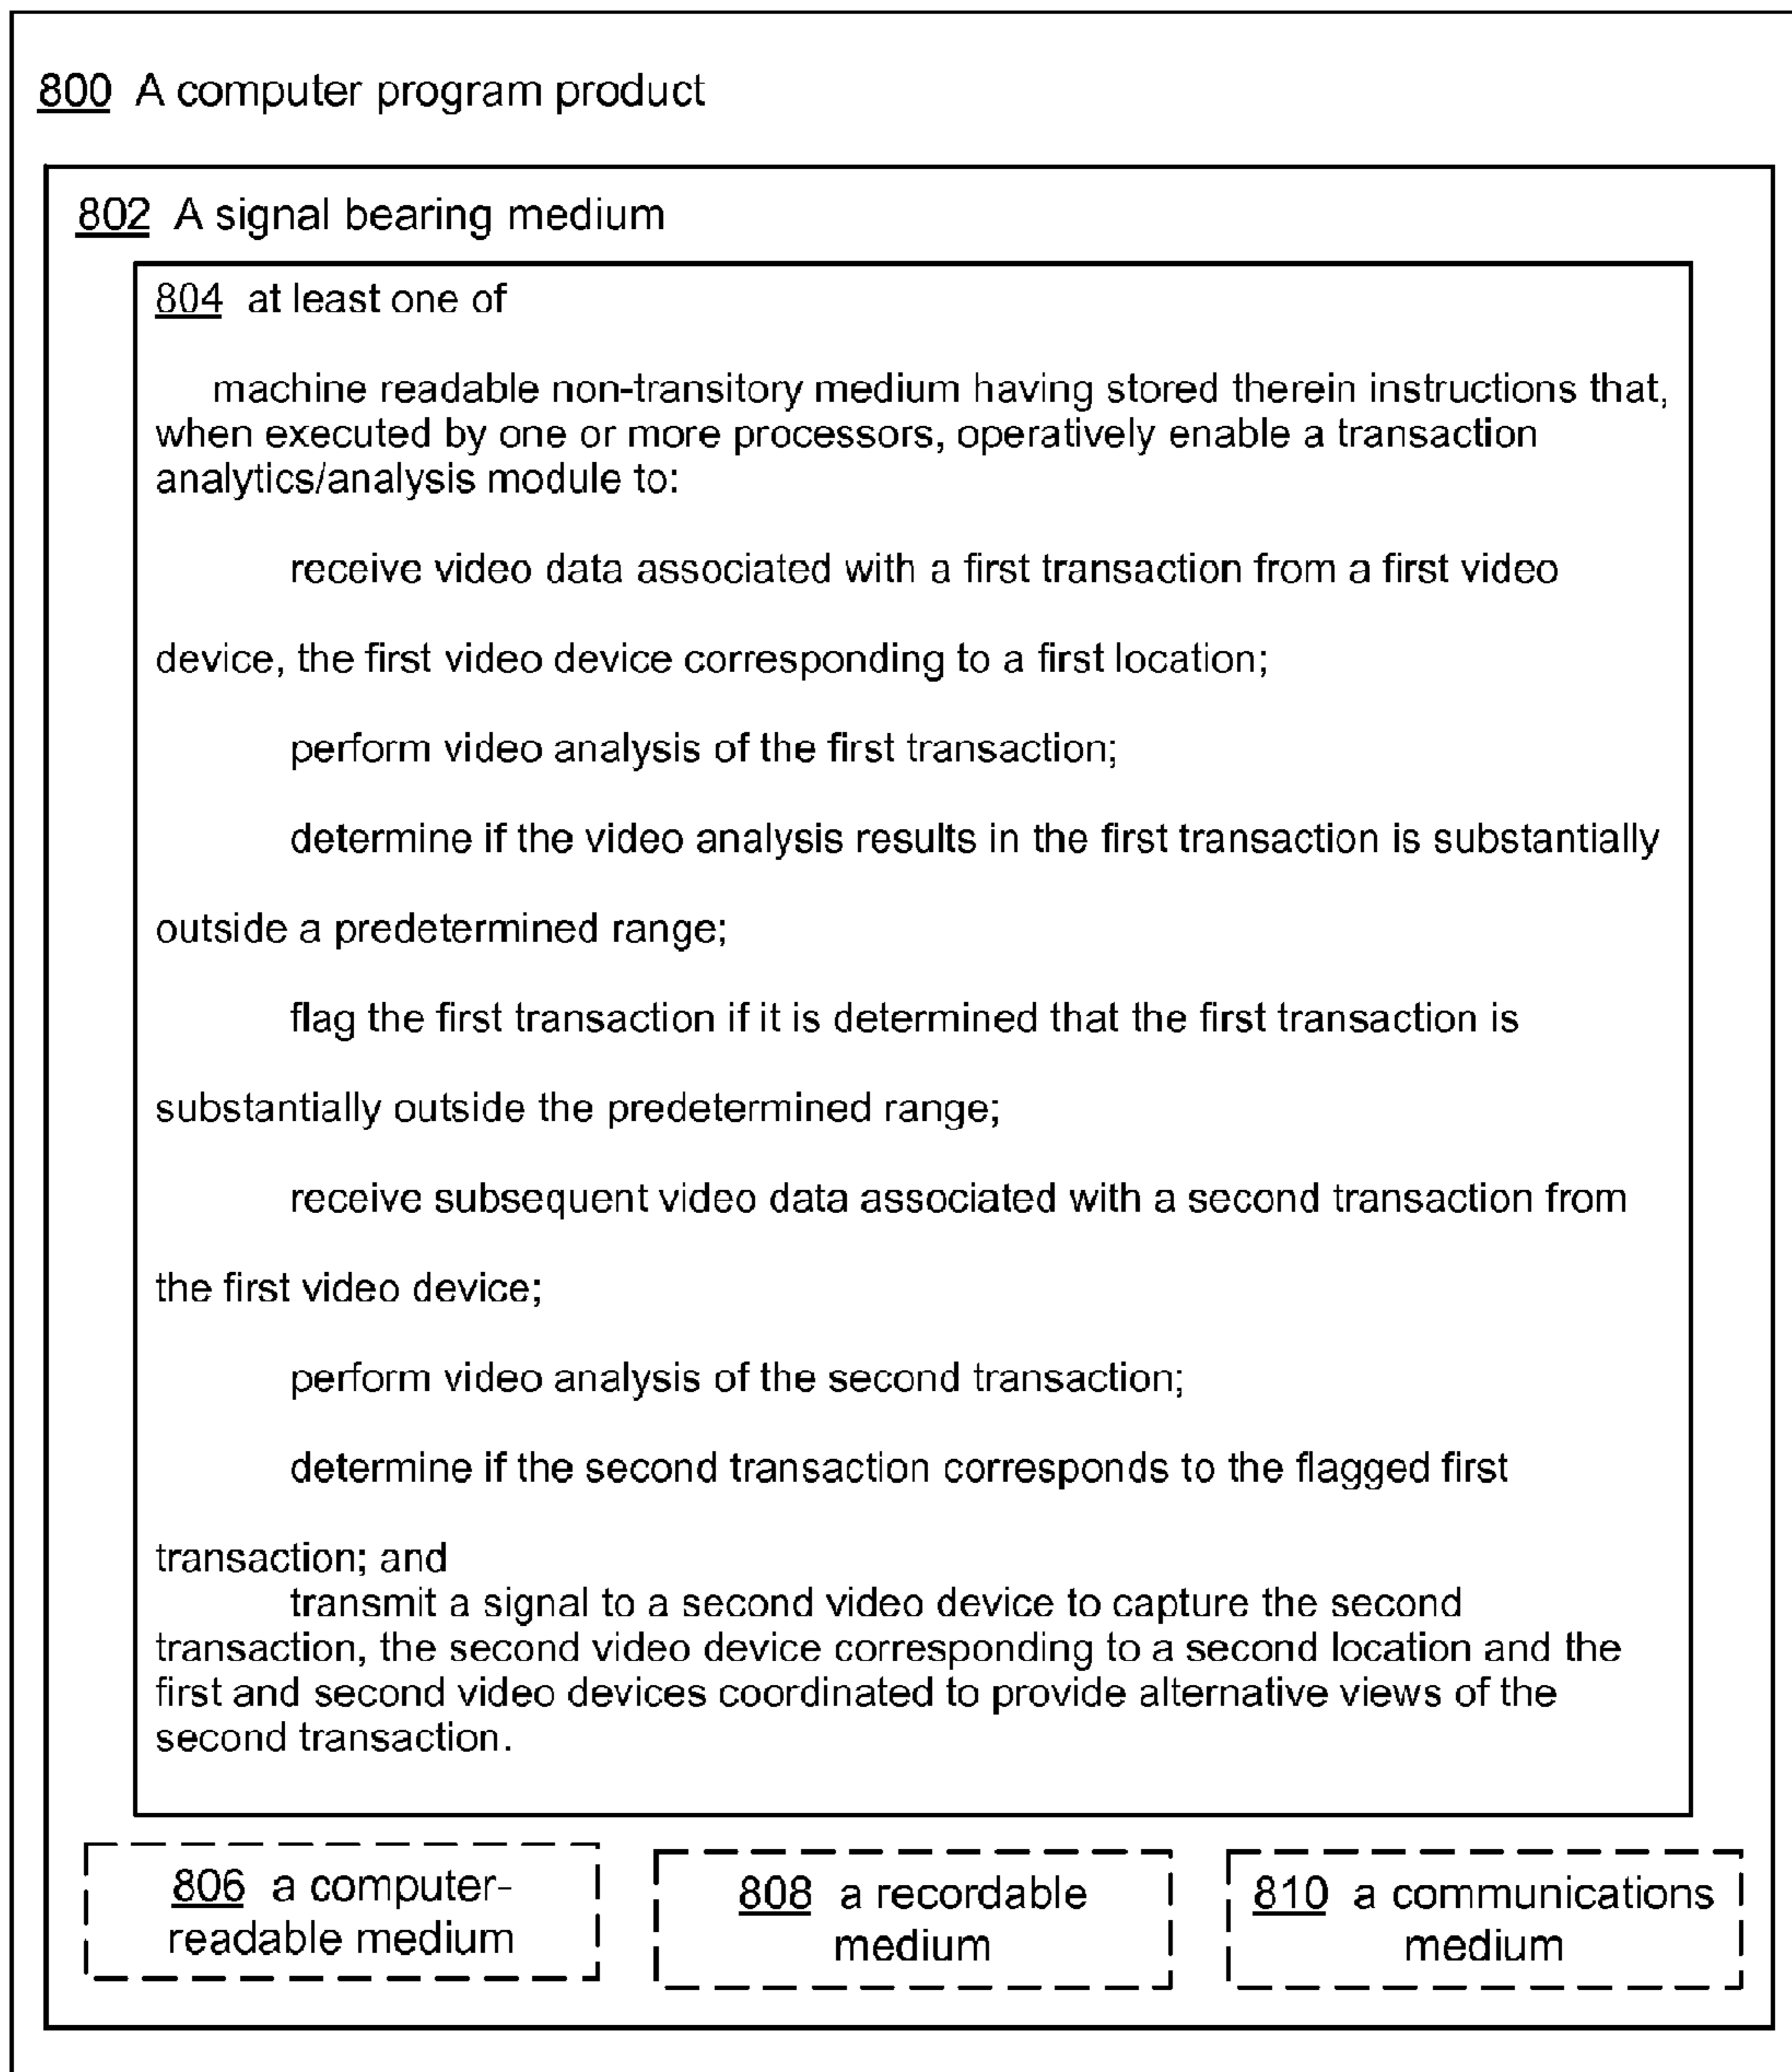 800 A computer program product
802 A signal bearing medium
804 at least one of
machine readable non-transitory medium having stored therein instructions that,
when executed by one or more processors, operatively enable a transaction
analytics/analysis module to:
receive video data associated with a first transaction from a first video
device, the first video device corresponding to a first location;
perform video analysis of the first transaction;
determine if the video analysis results in the first transaction is substantially
outside a predetermined range;
flag the first transaction if it is determined that the first transaction is
substantially outside the predetermined range;
receive subsequent video data associated with a second transaction from
the first video device;
perform video analysis of the second transaction;
determine if the second transaction corresponds to the flagged first
transaction; and
transmit a signal to a second video device to capture the second
transaction, the second video device corresponding to a second location and the
first and second video devices coordinated to provide alternative views of the
second transaction.
806 a computer-
readable medium
808 a recordable
medium
810 a communications
medium